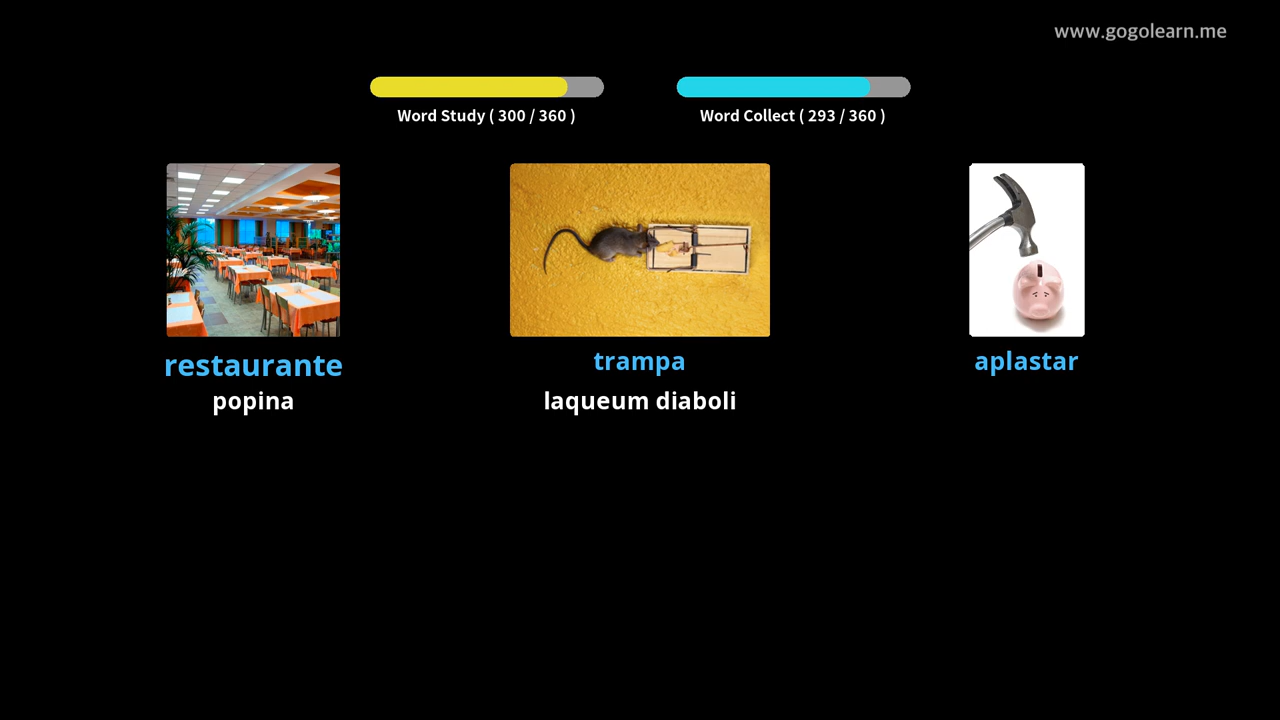 www.gogolearn.me
Word Study ( 300 / 360 )
Word Collect ( 293 / 360 )
restaurante
popina
trampa
laqueum diaboli
aplastar